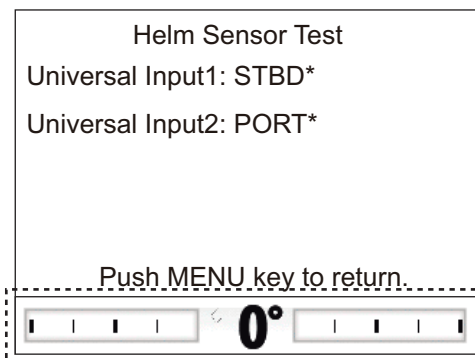 Helm Sensor Test
Universal Input1: STBD*
Universal Input2: PORT*
Push MENU key to return.
0°